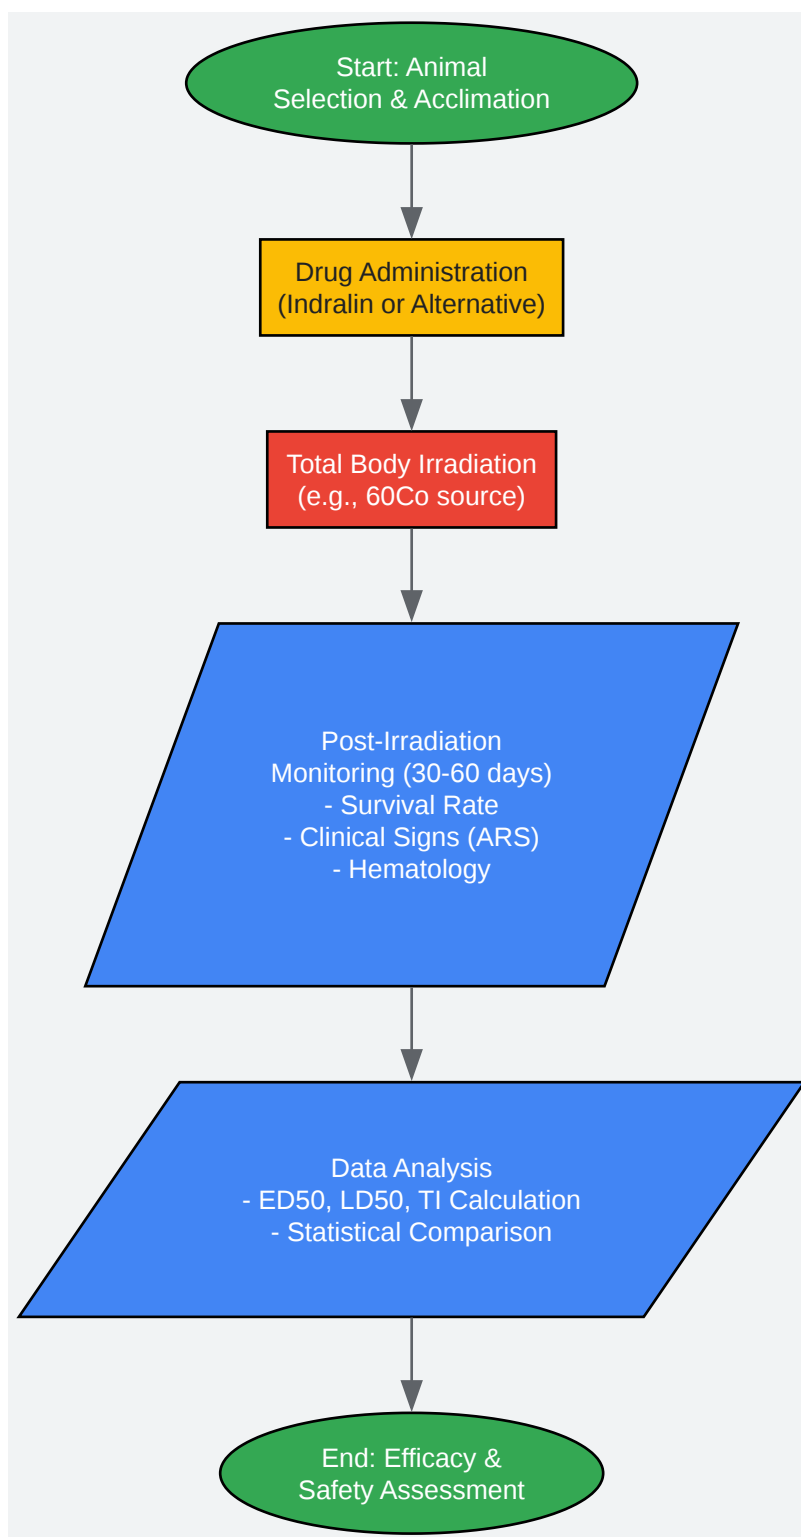 Start: Animal
Selection & Acclimation
Drug Administration
(Indralin or Alternative)
Total Body Irradiation
(e.g., 60Co source)
Post-Irradiation
Monitoring (30-60 days)
- Survival Rate
- Clinical Signs (ARS)
- Hematology
Data Analysis
- ED50, LD50, TI Calculation
- Statistical Comparison
End: Efficacy &
Safety Assessment